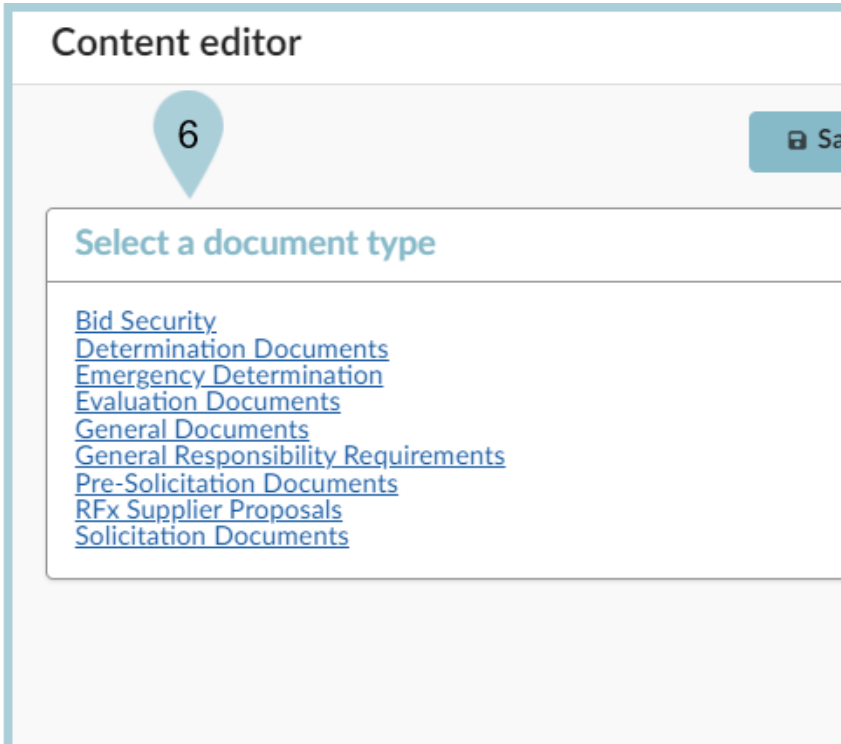 Content editor
6
Select a document type
Bid Security
Determination Documents
Emergency Determination
Evaluation Documents
General Documents
General Responsibility Requirements
Pre-Solicitation Documents
RFx Supplier Proposals
Solicitation Documents